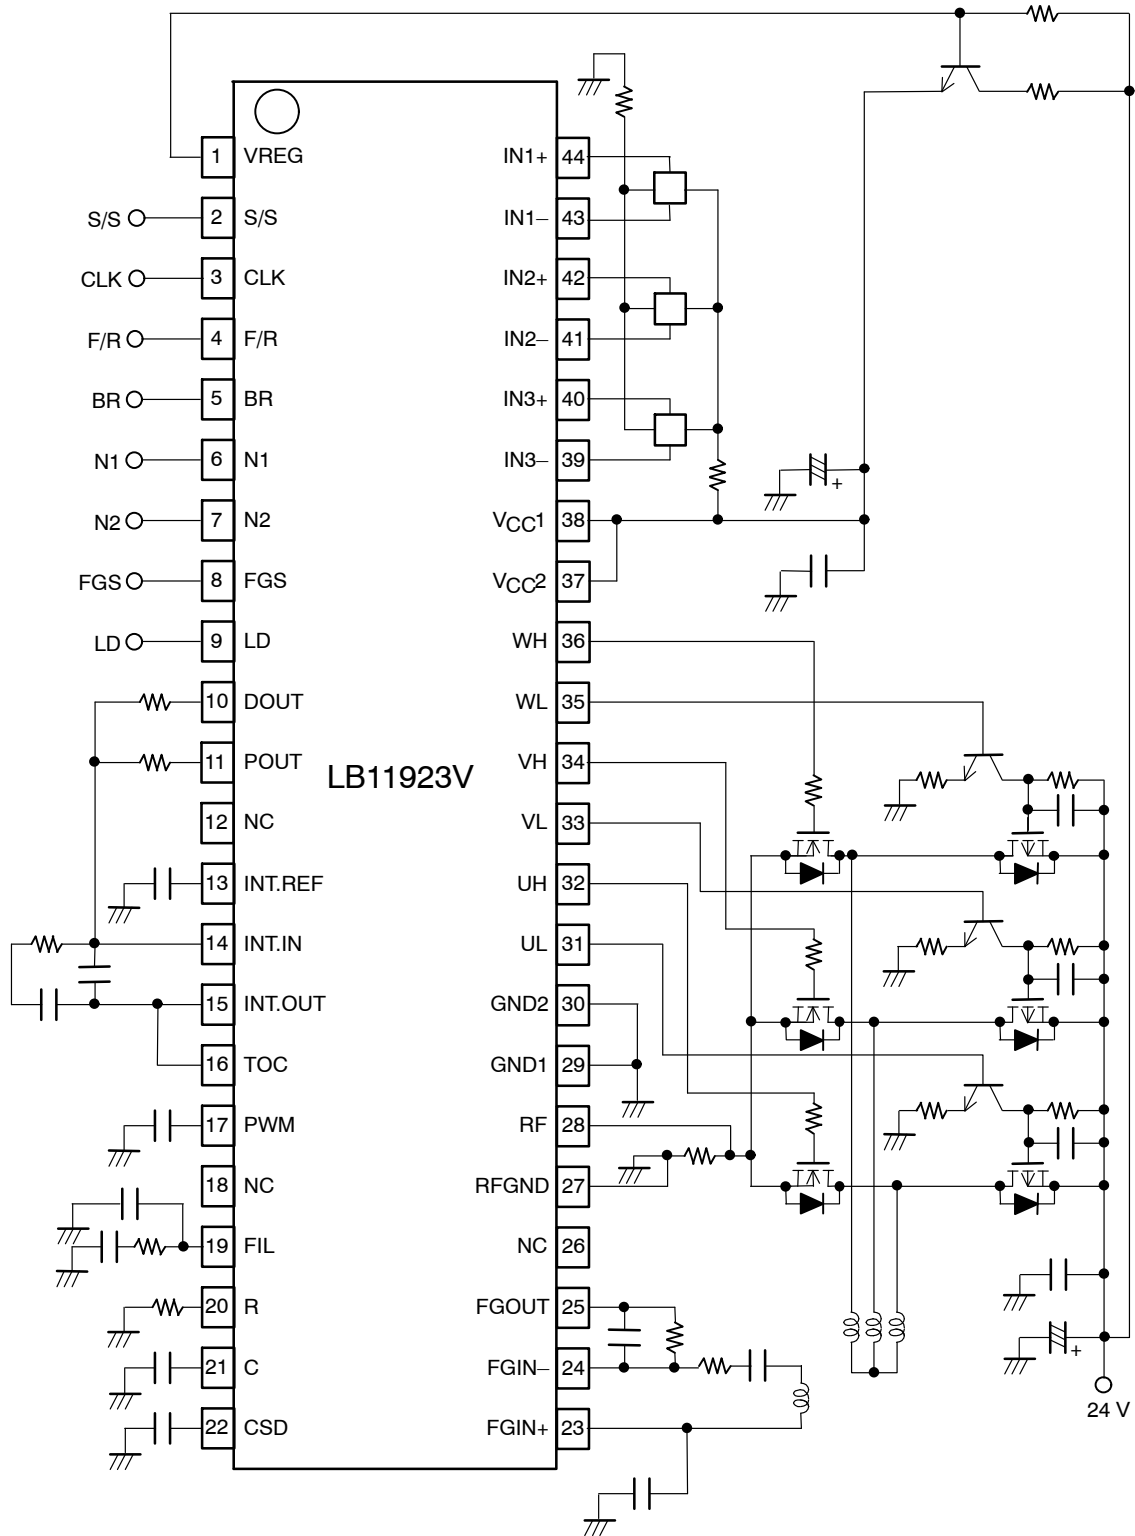 1 VREG
S/S 2 S/S
CLK 3 CLK
F/R 4 F/R
BR 5 BR
N1 6 N1
N2 7 N2
FGS 8 FGS
LD 9 LD
10 DOUT
11 POUT
12 NC
13 INT.REF
14 INT.IN
15 INT.OUT
16 TOC
17 PWM
18 NC
19 FIL
20 R
21 C
22 CSD
LB11923V
IN1+ 44
IN1– 43
IN2+ 42
IN2– 41
IN3+ 40
IN3– 39
VCC1 38
VCC2 37
WH 36
WL 35
VH 34
VL 33
UH 32
UL 31
GND2 30
GND1 29
RF 28
RFGND 27
NC 26
FGOUT 25
FGIN– 24
FGIN+ 23
+
+
24 V